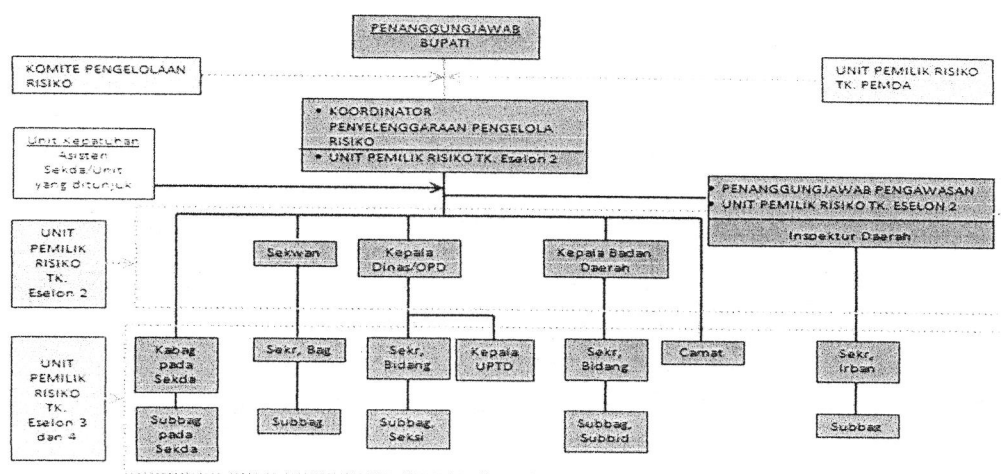 PENANGGUNGJAWAB
BUPATI
KOMITE PENGELOLAAN
RISIKO
UNIT PEMILIK RISIKO
TK. PEMDA
• KOORDINATOR
PENYELENGGARAAN PENGELOLA
RISIKO
• UNIT PEMILIK RISIKO TK. Eselon 2
Unit Kepatuhan
Asisten
Sekda/Unit
yang ditunjuk
• PENANGGUNGJAWAB PENGAWASAN
• UNIT PEMILIK RISIKO TK. ESELON 2
Inspektur Daerah
UNIT
PEMILIK
RISIKO
TK.
Eselon 2
Sekwan
Kepala
Dinas/OPD
Kepala Badan
Daerah
UNIT
PEMILIK
RISIKO
TK.
Eselon 3
dan 4
Kabag
pada
Sekda
Sekr, Bag
Sekr,
Bidang
Kepala
UPTD
Sekr,
Bidang
Camat
Sekr,
Irban
Subbag
pada
Sekda
Subbag
Subbag,
Seksi
Subbag,
Subbid
Subbag